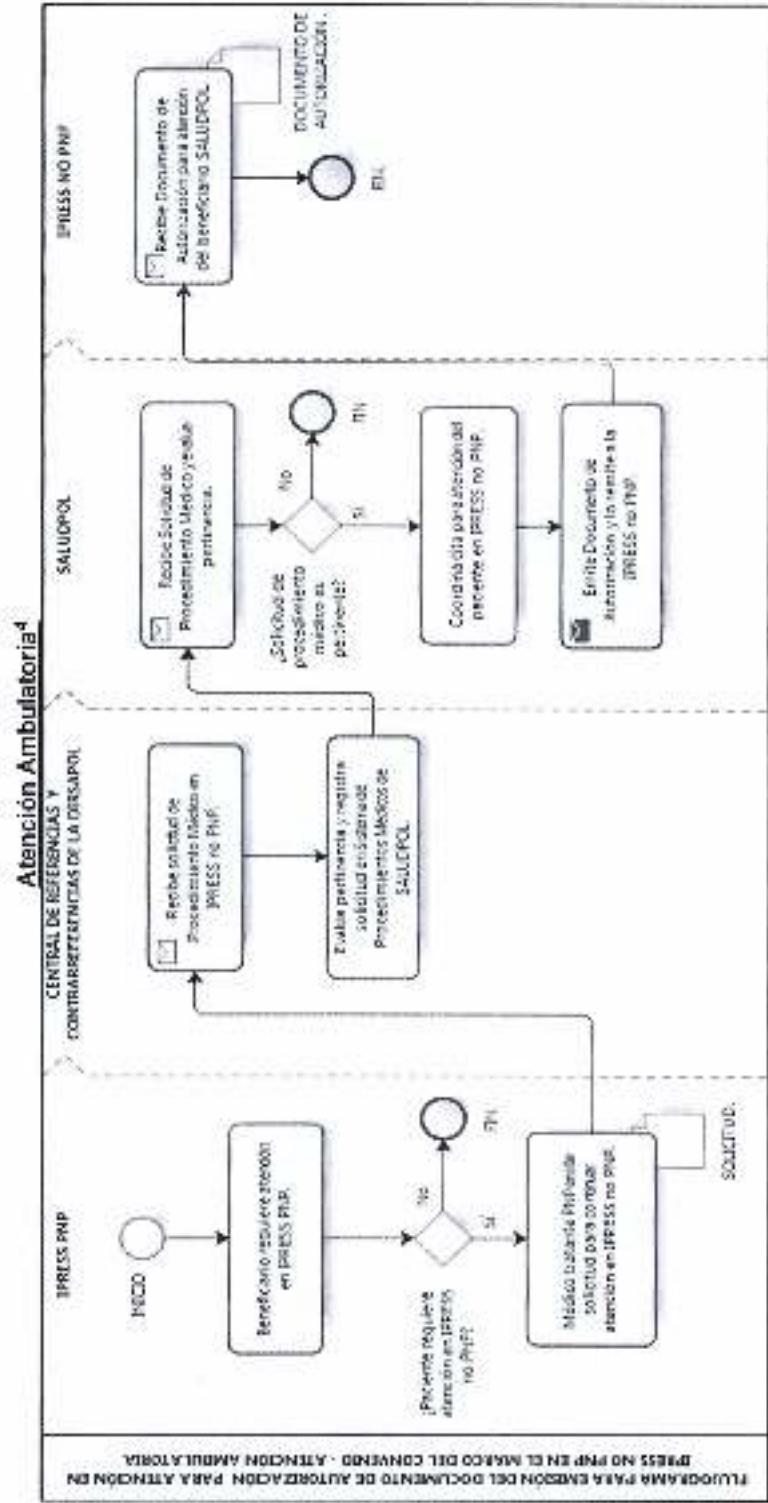 Atención Ambulatoria⁴
FLUJOGRAMA PARA EMISIÓN DEL DOCUMENTO DE AUTORIZACIÓN PARA ATENCIÓN EN
IPRESS NO PNP EN EL MARCO DEL CONVENIO - ATENCIÓN AMBULATORIA
IPRESS PNP
INICIO
Beneficiario requiere atención
en IPRESS PNP.
¿Paciente requiere
atención en IPRESS
no PNP?
No
FIN
Sí
Médico tratante PNP emite
solicitud para continuar
atención en IPRESS no PNP.
SOLICITUD.
CENTRAL DE REFERENCIAS Y
CONTRARREFERENCIAS DE LA DIRSAPOL
Recibe solicitud de
Procedimiento Médico en
IPRESS no PNP.
Evalua pertinencia y registra
solicitud en Sistema de
Procedimientos Médicos de
SALUDPOL.
SALUDPOL
Recibe Solicitud de
Procedimiento Medico y evalua
pertinencia.
¿Solicitud de
procedimiento
médico es
pertinente?
No
FIN
Si
Coordina cita para atención del
paciente en IPRESS no PNP.
Emite Documento de
Autorización y lo remite a la
IPRESS no PNP.
IPRESS NO PNP
Recibe Documento de
Autorización para atención
del beneficiario SALUDPOL.
DOCUMENTO DE
AUTORIZACIÓN.
FIN.